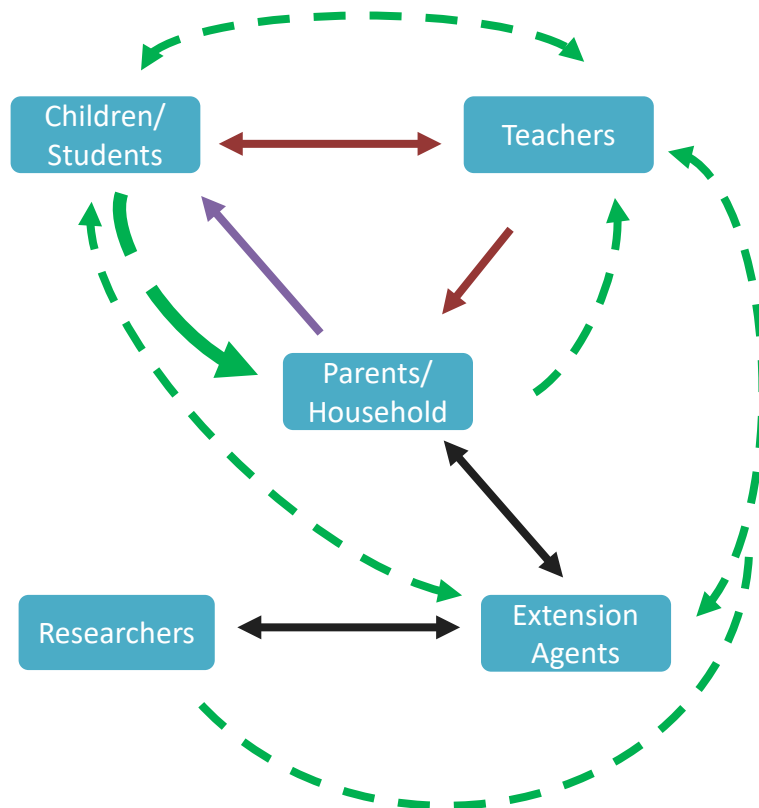 Children/
Students
Teachers
Parents/
Household
Researchers
Extension
Agents